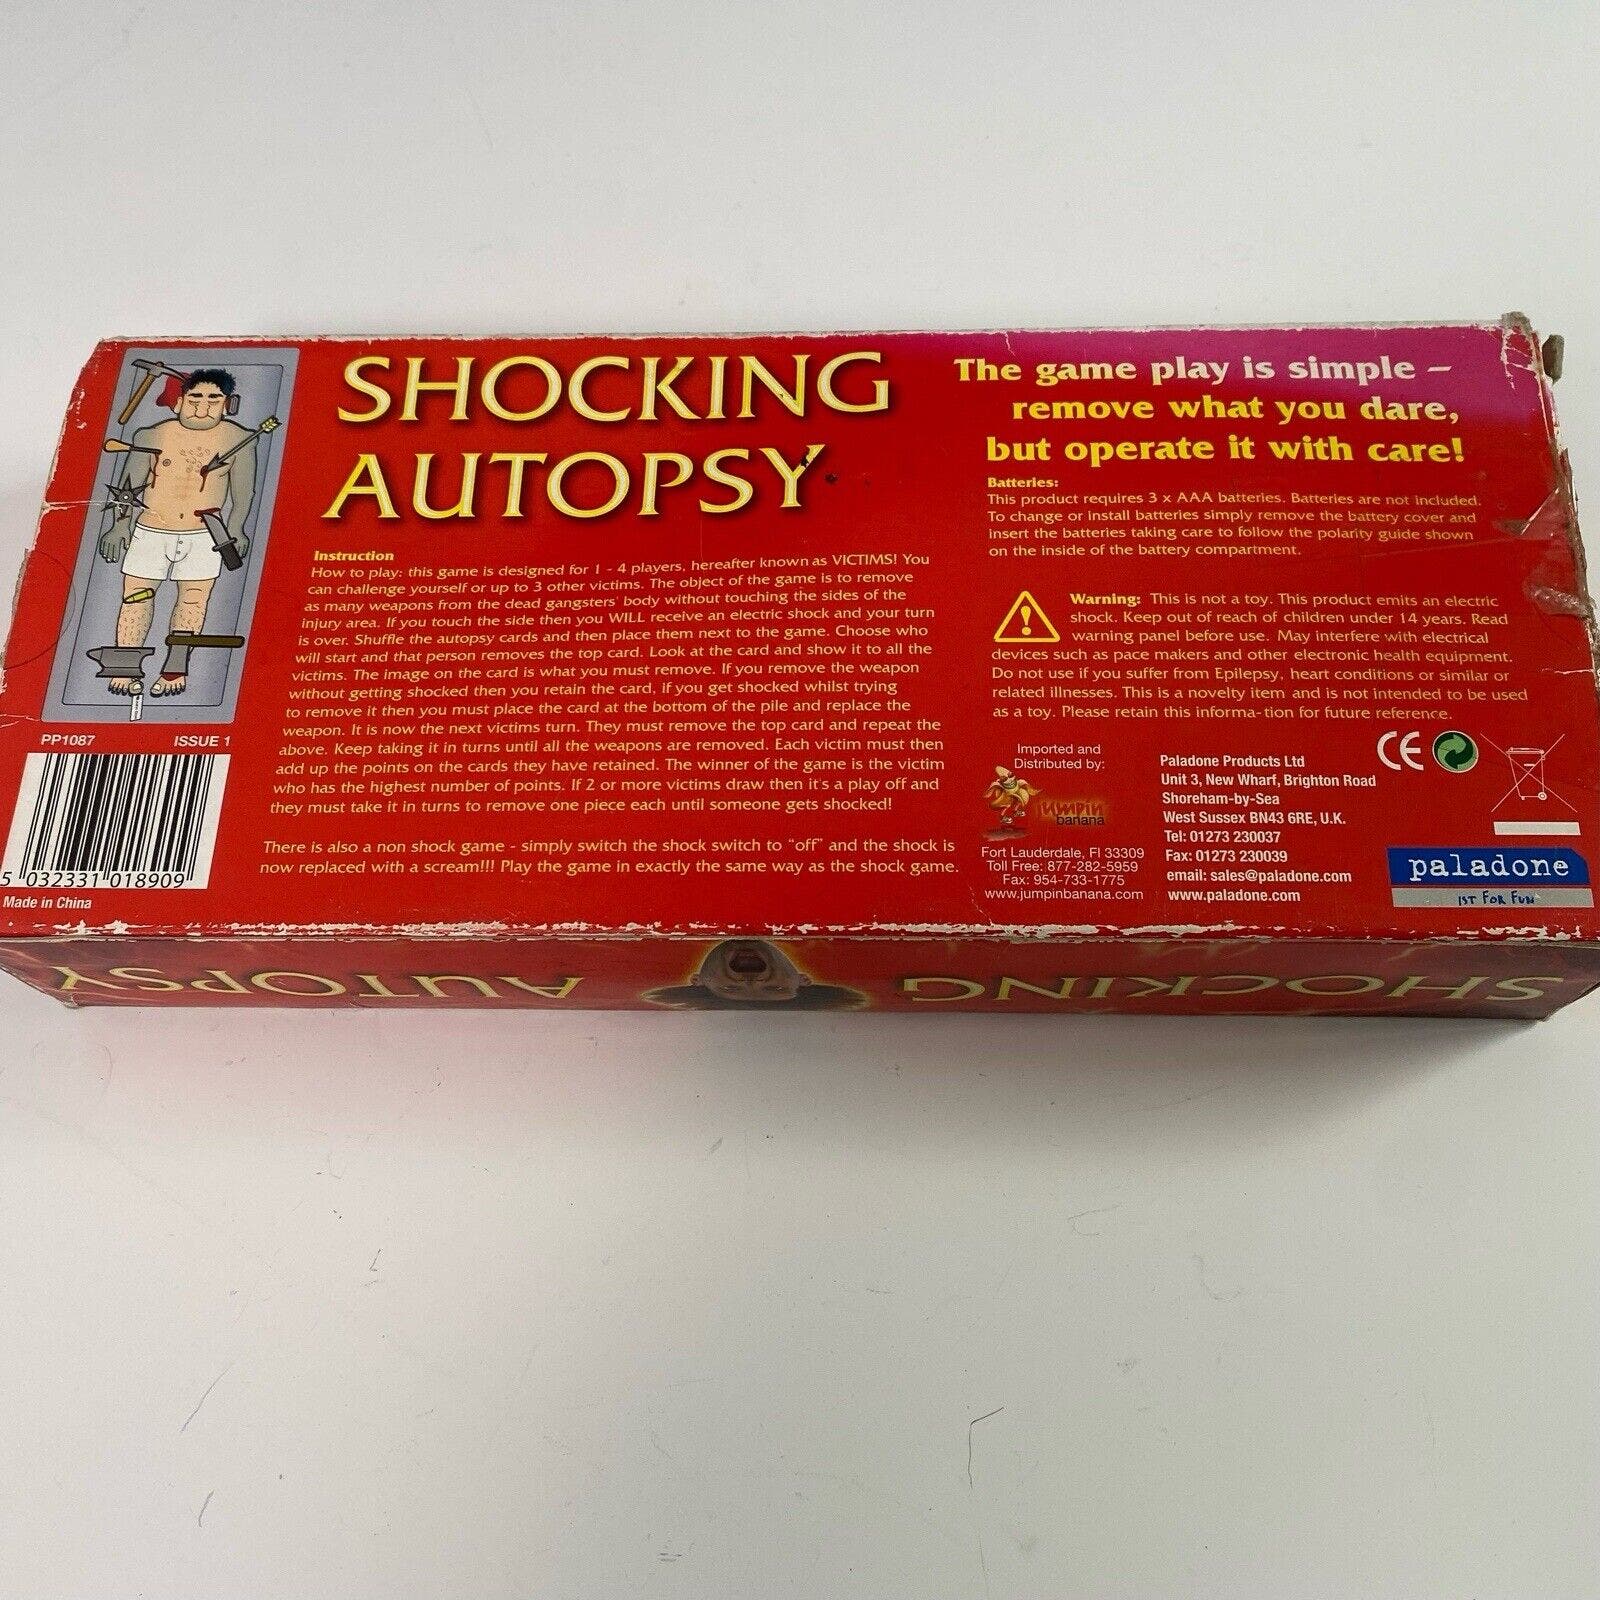 SHOCKING
AUTOPSY
Instruction
How to play: this game is designed for 1 - 4 players, hereafter known as VICTIMS! You
can challenge yourself or up to 3 other victims. The object of the game is to remove
as many weapons from the dead gangsters' body without touching the sides of the
injury area. If you touch the side then you WILL receive an electric shock and your turn
is over. Shuffle the autopsy cards and then place them next to the game. Choose who
will start and that person removes the top card. Look at the card and show it to all the
victims. The image on the card is what you must remove. If you remove the weapon
without getting shocked then you retain the card, if you get shocked whilst trying
to remove it then you must place the card at the bottom of the pile and replace the
weapon. It is now the next victims turn. They must remove the top card and repeat the
above. Keep taking it in turns until all the weapons are removed. Each victim must then
add up the points on the cards they have retained. The winner of the game is the victim
who has the highest number of points. If 2 or more victims draw then it's a play off and
they must take it in turns to remove one piece each until someone gets shocked!
There is also a non shock game - simply switch the shock switch to "off" and the shock is
now replaced with a scream!!! Play the game in exactly the same way as the shock game.
PP1087 ISSUE 1
5 032331 018909
Made in China
The game play is simple –
remove what you dare,
but operate it with care!
Batteries:
This product requires 3 x AAA batteries. Batteries are not included.
To change or install batteries simply remove the battery cover and
insert the batteries taking care to follow the polarity guide shown
on the inside of the battery compartment.
Warning: This is not a toy. This product emits an electric
shock. Keep out of reach of children under 14 years. Read
warning panel before use. May interfere with electrical
devices such as pace makers and other electronic health equipment.
Do not use if you suffer from Epilepsy, heart conditions or similar or
related illnesses. This is a novelty item and is not intended to be used
as a toy. Please retain this informa-tion for future reference.
Imported and
Distributed by:
Jumpin
banana
Fort Lauderdale, Fl 33309
Toll Free: 877-282-5959
Fax: 954-733-1775
www.jumpinbanana.com
Paladone Products Ltd
Unit 3, New Wharf, Brighton Road
Shoreham-by-Sea
West Sussex BN43 6RE, U.K.
Tel: 01273 230037
Fax: 01273 230039
email: sales@paladone.com
www.paladone.com
CE
paladone
1ST FOR FUN
SHOCKING AUTOPSY